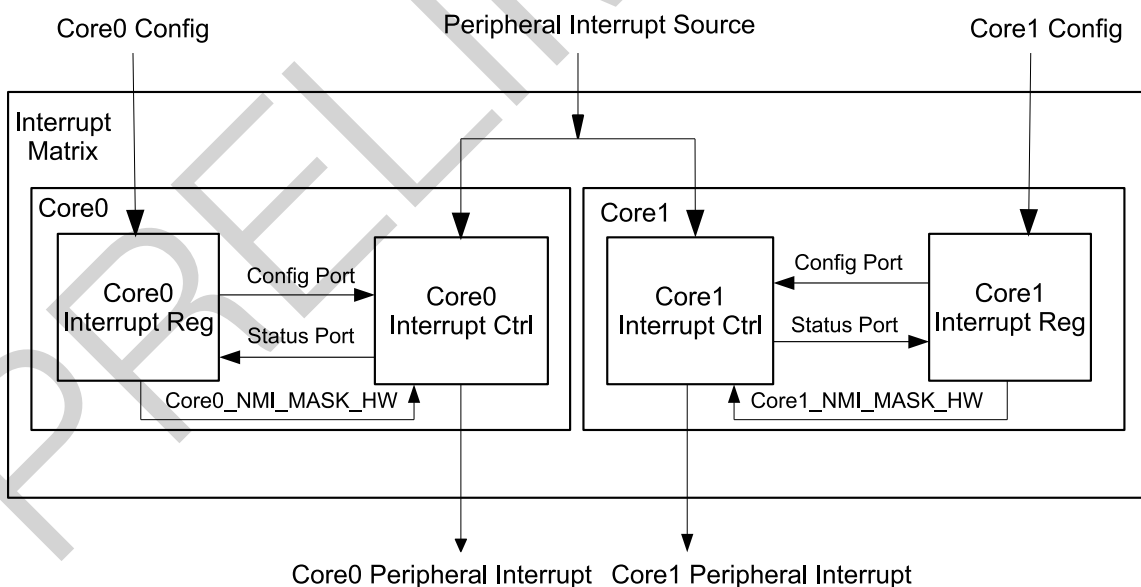 Core0 Config
Peripheral Interrupt Source
Core1 Config
Interrupt
Matrix
Core0
Core0
Interrupt Reg
Config Port
Status Port
Core0
Interrupt Ctrl
Core0_NMI_MASK_HW
Core1
Core1
Interrupt Ctrl
Config Port
Status Port
Core1
Interrupt Reg
Core1_NMI_MASK_HW
Core0 Peripheral Interrupt
Core1 Peripheral Interrupt
PRELIM